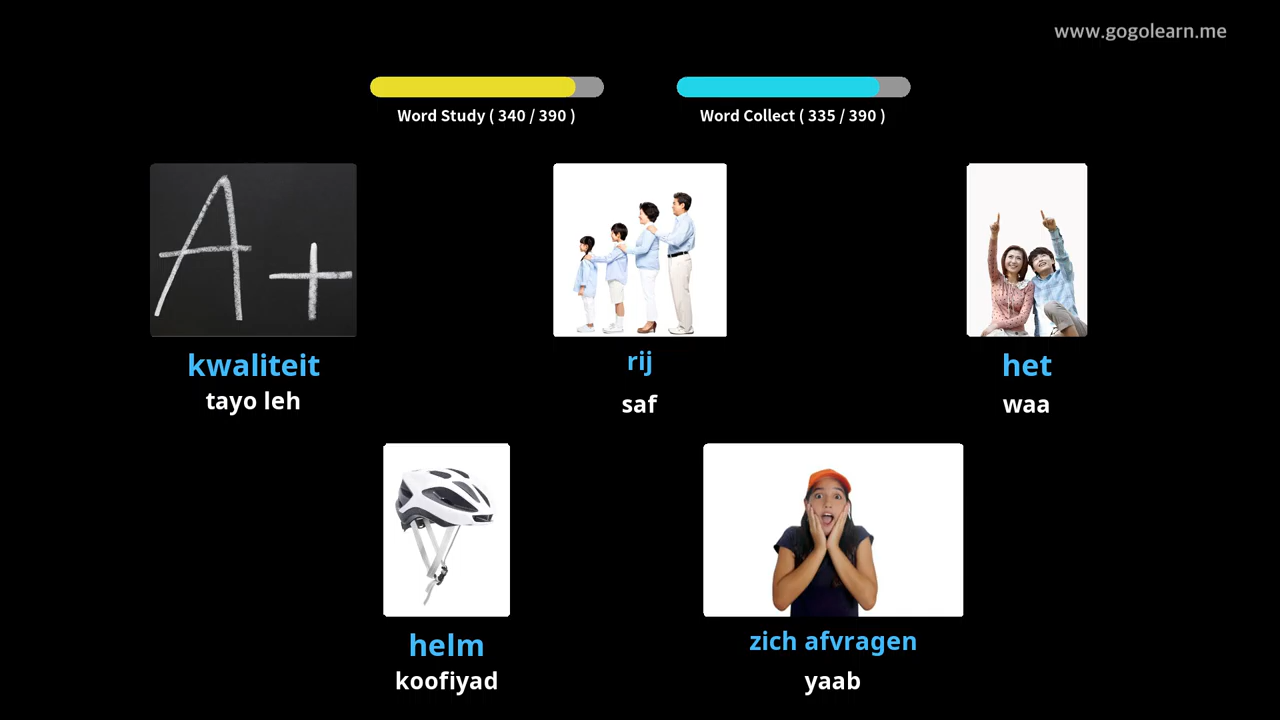 www.gogolearn.me
Word Study ( 340 / 390 )
Word Collect ( 335 / 390 )
A+
kwaliteit
tayo leh
rij
saf
het
waa
helm
koofiyad
zich afvragen
yaab